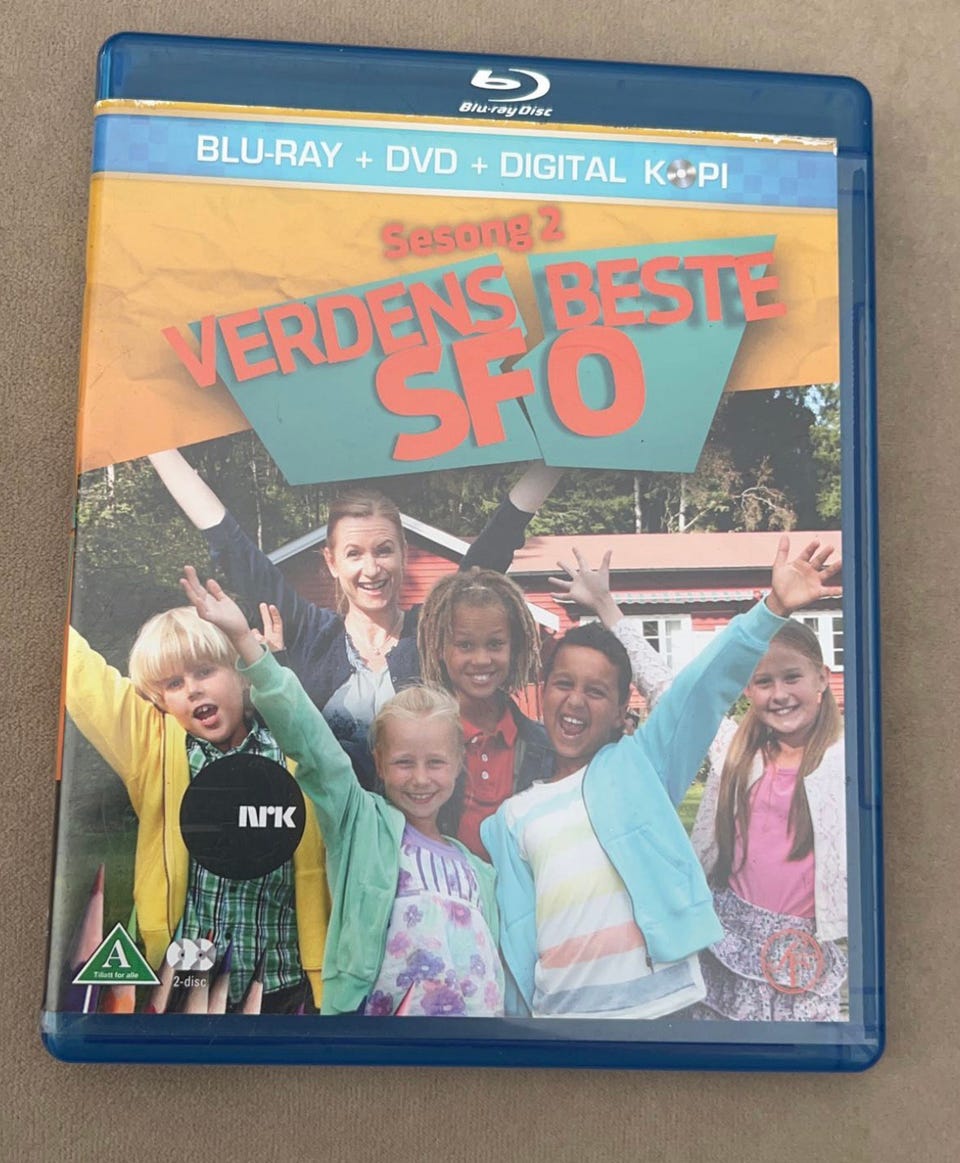 Blu-ray Disc
BLU-RAY + DVD + DIGITAL KOPI
Sesong 2
VERDENS BESTE
SFO
NRK
A
Tillatt for alle
2-disc